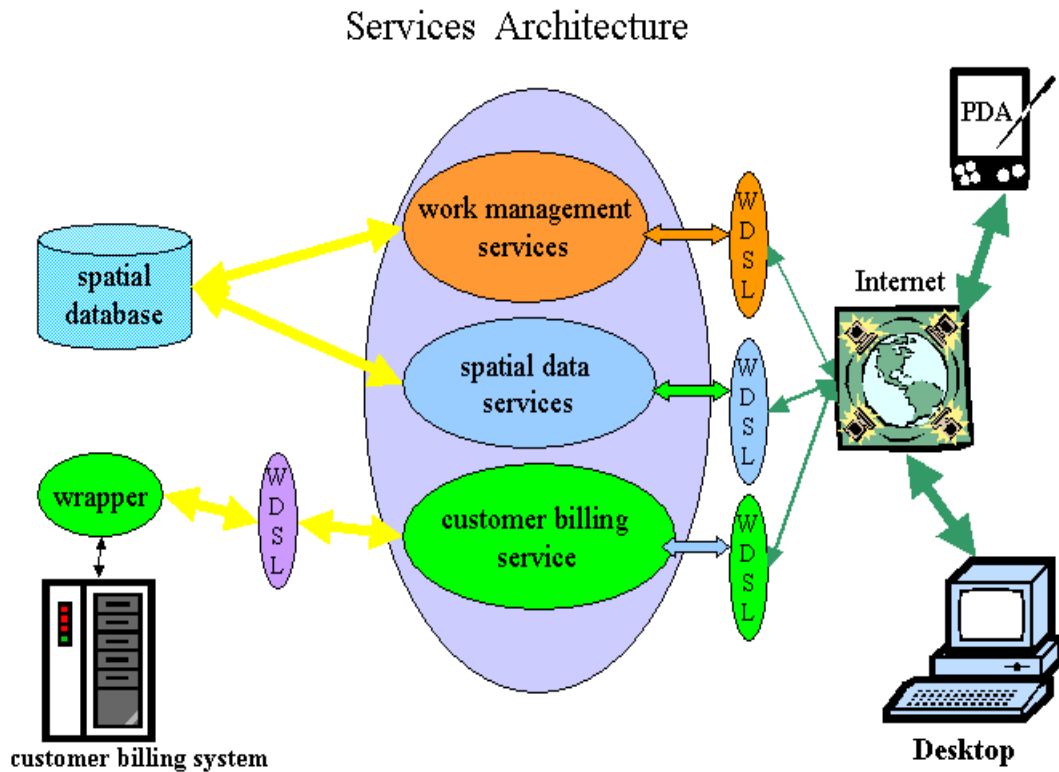 Services Architecture
PDA
work management
services
W
D
S
L
spatial
database
Internet
spatial data
services
W
D
S
L
wrapper
W
D
S
L
customer billing
service
W
D
S
L
customer billing system
Desktop